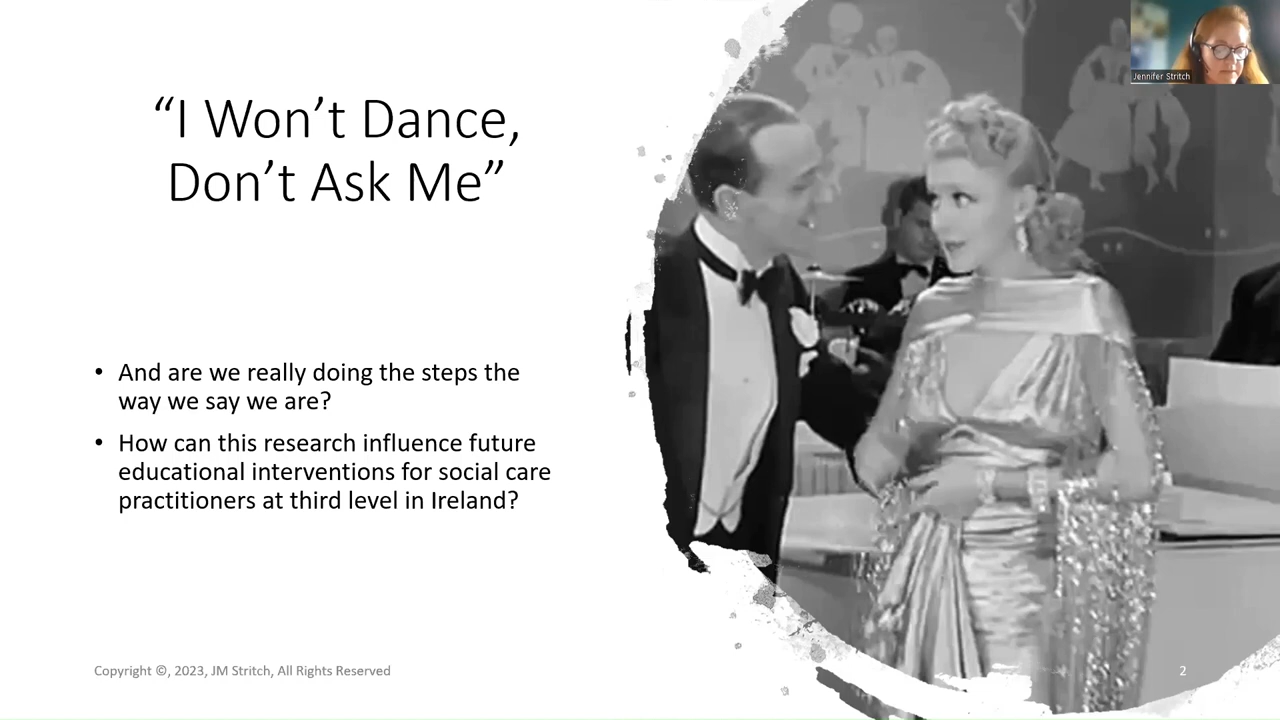 Jennifer Stritch
“I Won’t Dance,
Don’t Ask Me”
• And are we really doing the steps the
way we say we are?
• How can this research influence future
educational interventions for social care
practitioners at third level in Ireland?
Copyright ©, 2023, JM Stritch, All Rights Reserved
2